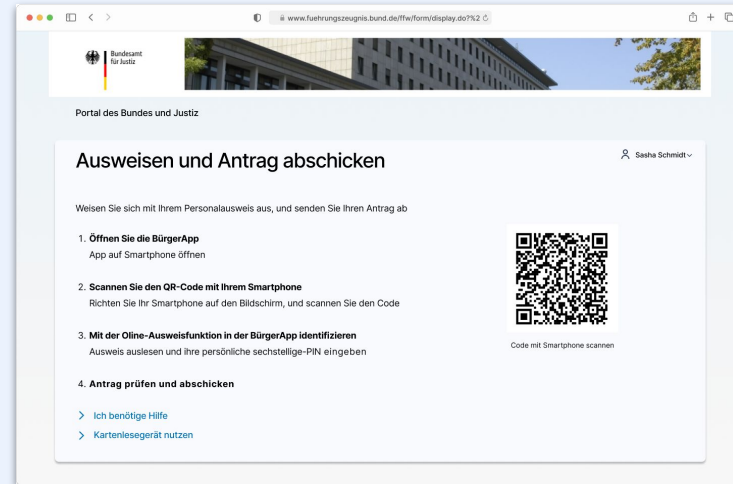 www.fuehrungszeugnis.bund.de/ffw/form/display.do?%2
Bundesamt
für Justiz
Portal des Bundes und Justiz
Ausweisen und Antrag abschicken
Sasha Schmidt
Weisen Sie sich mit Ihrem Personalausweis aus, und senden Sie Ihren Antrag ab
1. Öffnen Sie die BürgerApp
App auf Smartphone öffnen
2. Scannen Sie den QR-Code mit Ihrem Smartphone
Richten Sie Ihr Smartphone auf den Bildschirm, und scannen Sie den Code
3. Mit der Oline-Ausweisfunktion in der BürgerApp identifizieren
Ausweis auslesen und ihre persönliche sechstellige-PIN eingeben
Code mit Smartphone scannen
4. Antrag prüfen und abschicken
Ich benötige Hilfe
Kartenlesegerät nutzen